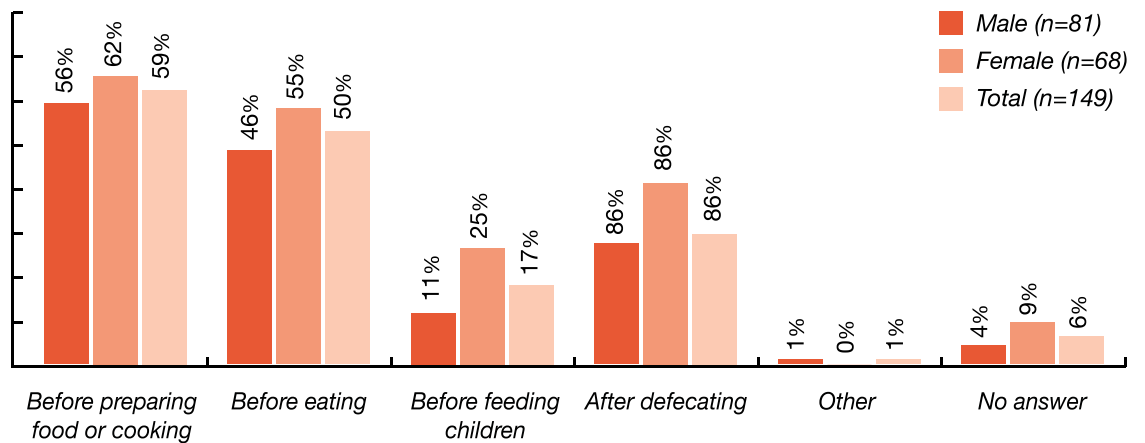 Male (n=81)
Female (n=68)
Total (n=149)
56%
62%
59%
46%
55%
50%
11%
25%
17%
86%
86%
86%
1%
0%
1%
4%
9%
6%
Before preparing
food or cooking
Before eating
Before feeding
children
After defecating
Other
No answer